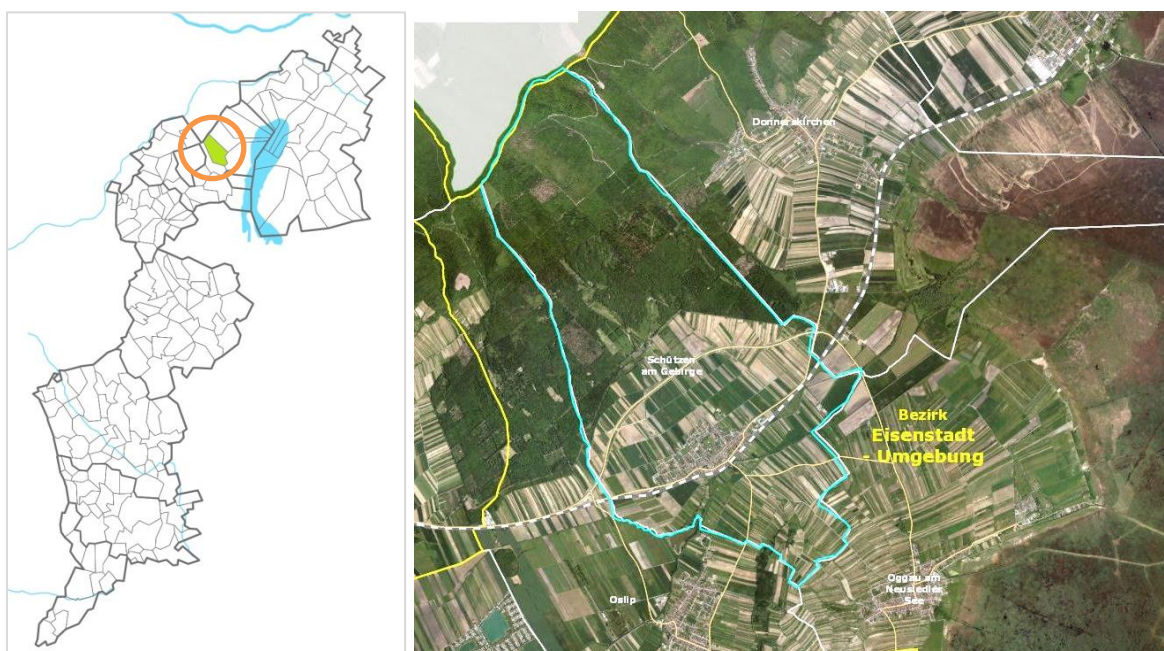 Donnerskirchen
Schützen
am Gebirge
Bezirk
Eisenstadt
- Umgebung
Oggau am
Neusiedler
See
Oslip